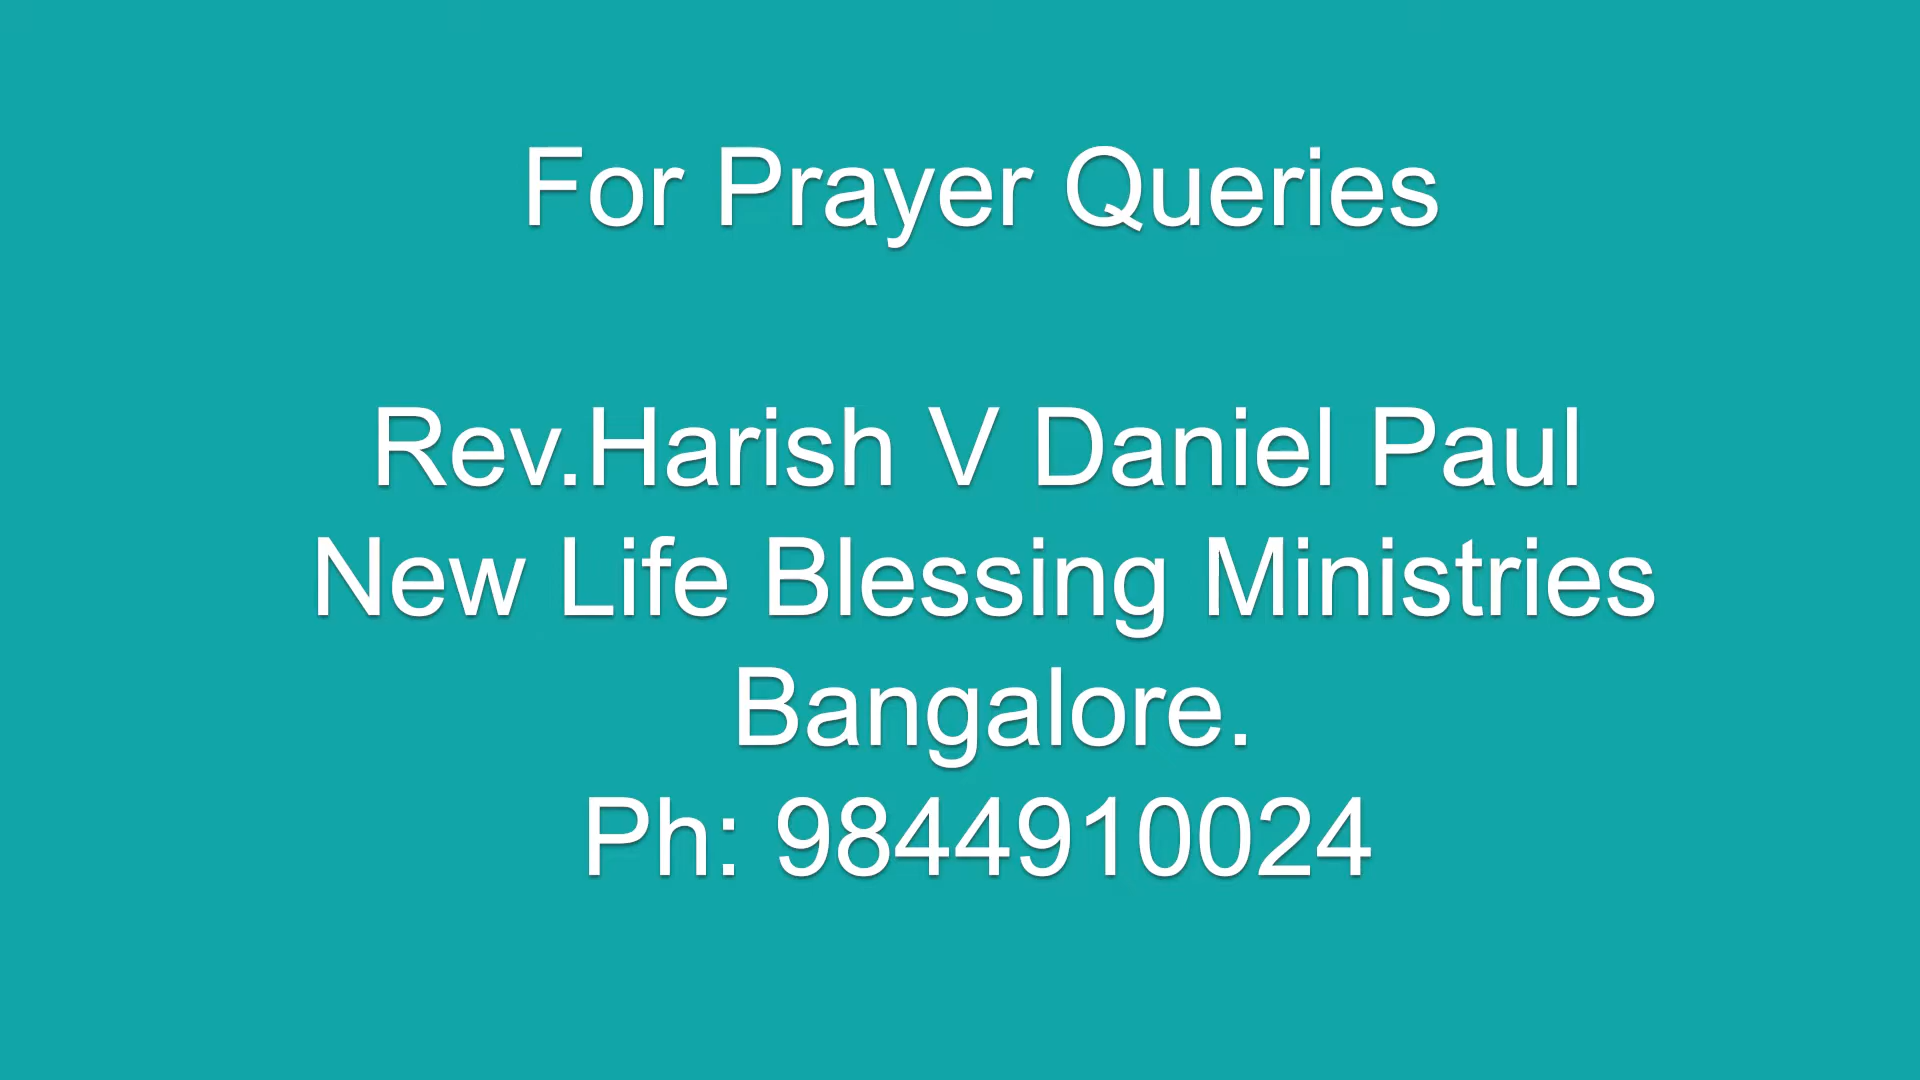 For Prayer Queries
Rev.Harish V Daniel Paul
New Life Blessing Ministries
Bangalore.
Ph: 9844910024